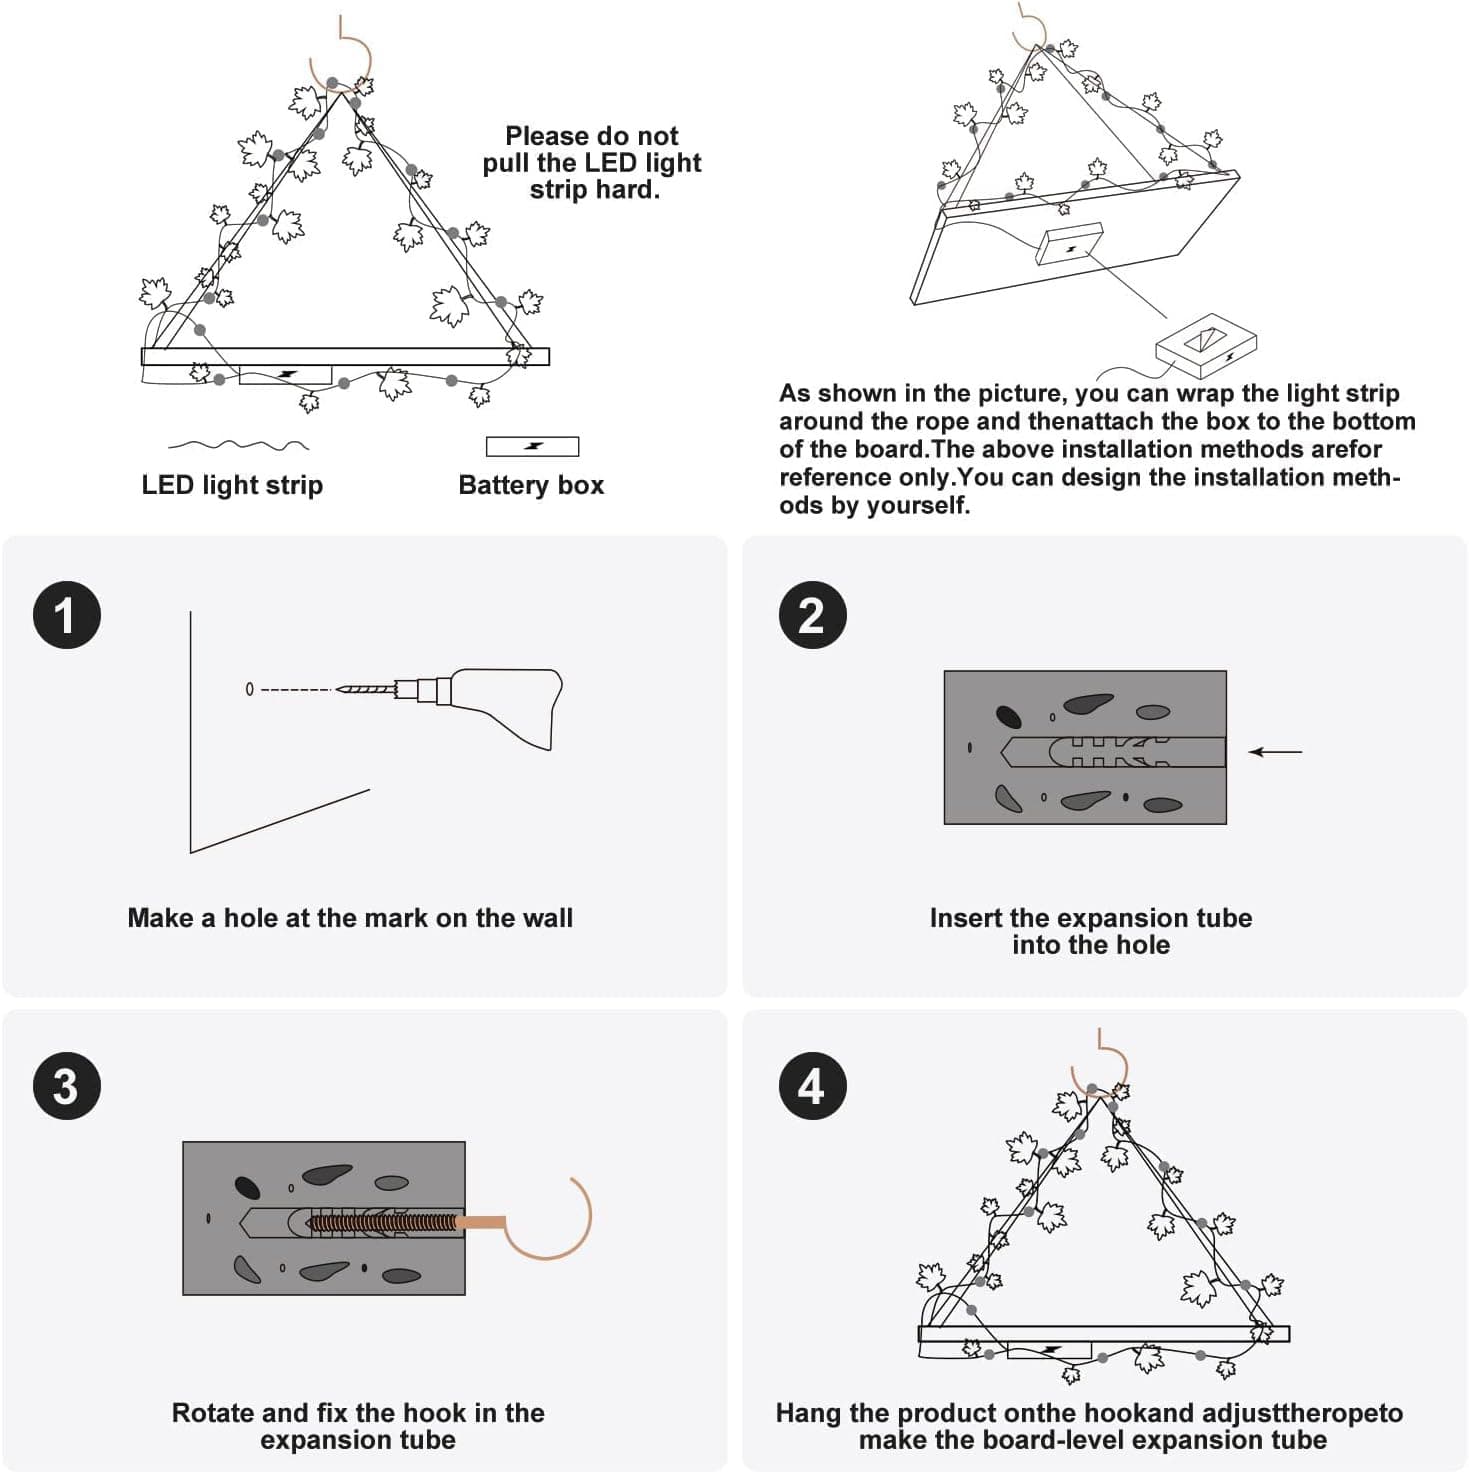 Please do not
pull the LED light
strip hard.
LED light strip
Battery box
As shown in the picture, you can wrap the light strip
around the rope and thenattach the box to the bottom
of the board.The above installation methods arefor
reference only.You can design the installation meth-
ods by yourself.
1
Make a hole at the mark on the wall
2
Insert the expansion tube
into the hole
3
Rotate and fix the hook in the
expansion tube
4
Hang the product onthe hookand adjusttheropeto
make the board-level expansion tube